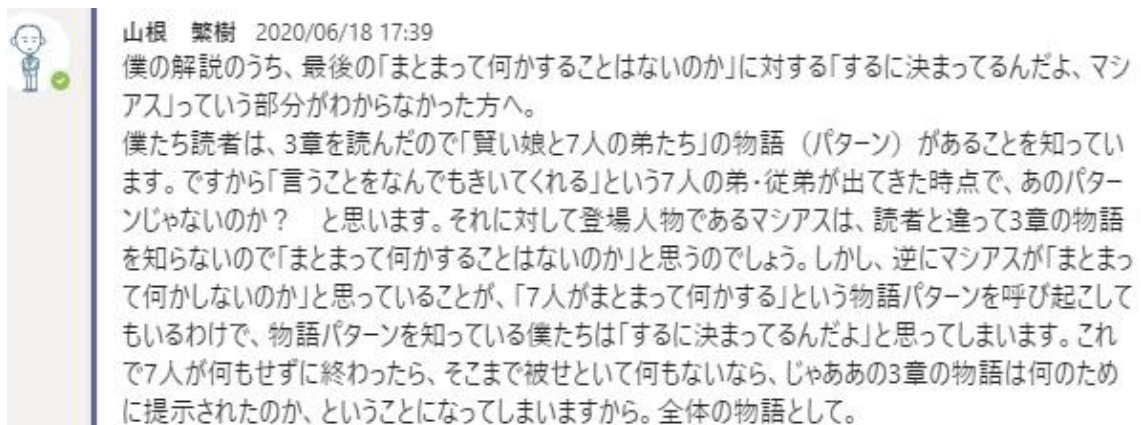 山根　繁樹　2020/06/18 17:39
僕の解説のうち、最後の「まとまって何かすることはないのか」に対する「するに決まってるんだよ、マシ
アス」っていう部分がわからなかった方へ。
僕たち読者は、3章を読んだので「賢い娘と7人の弟たち」の物語（パターン）があることを知ってい
ます。ですから「言うことをなんでもきいてくれる」という7人の弟・従弟が出てきた時点で、あのパター
ンじゃないのか？　と思います。それに対して登場人物であるマシアスは、読者と違って3章の物語
を知らないので「まとまって何かすることはないのか」と思うのでしょう。しかし、逆にマシアスが「まとまっ
て何かしないのか」と思っていることが、「7人がまとまって何かする」という物語パターンを呼び起こして
もいるわけで、物語パターンを知っている僕たちは「するに決まってるんだよ」と思ってしまいます。これ
で7人が何もせずに終わったら、そこまで被せといて何もないなら、じゃああの3章の物語は何のため
に提示されたのか、ということになってしまいますから。全体の物語として。